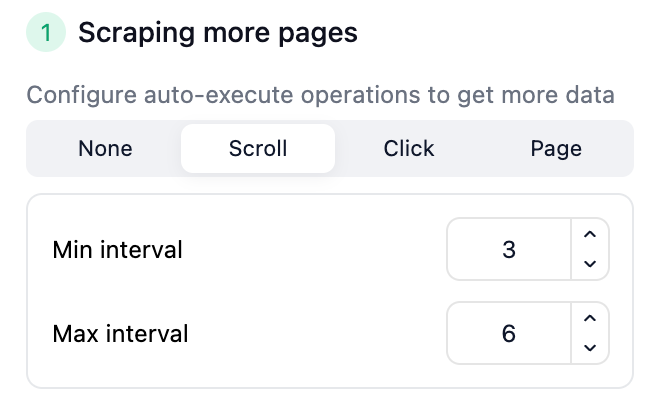 1 Scraping more pages
Configure auto-execute operations to get more data
None Scroll Click Page
Min interval 3
Max interval 6